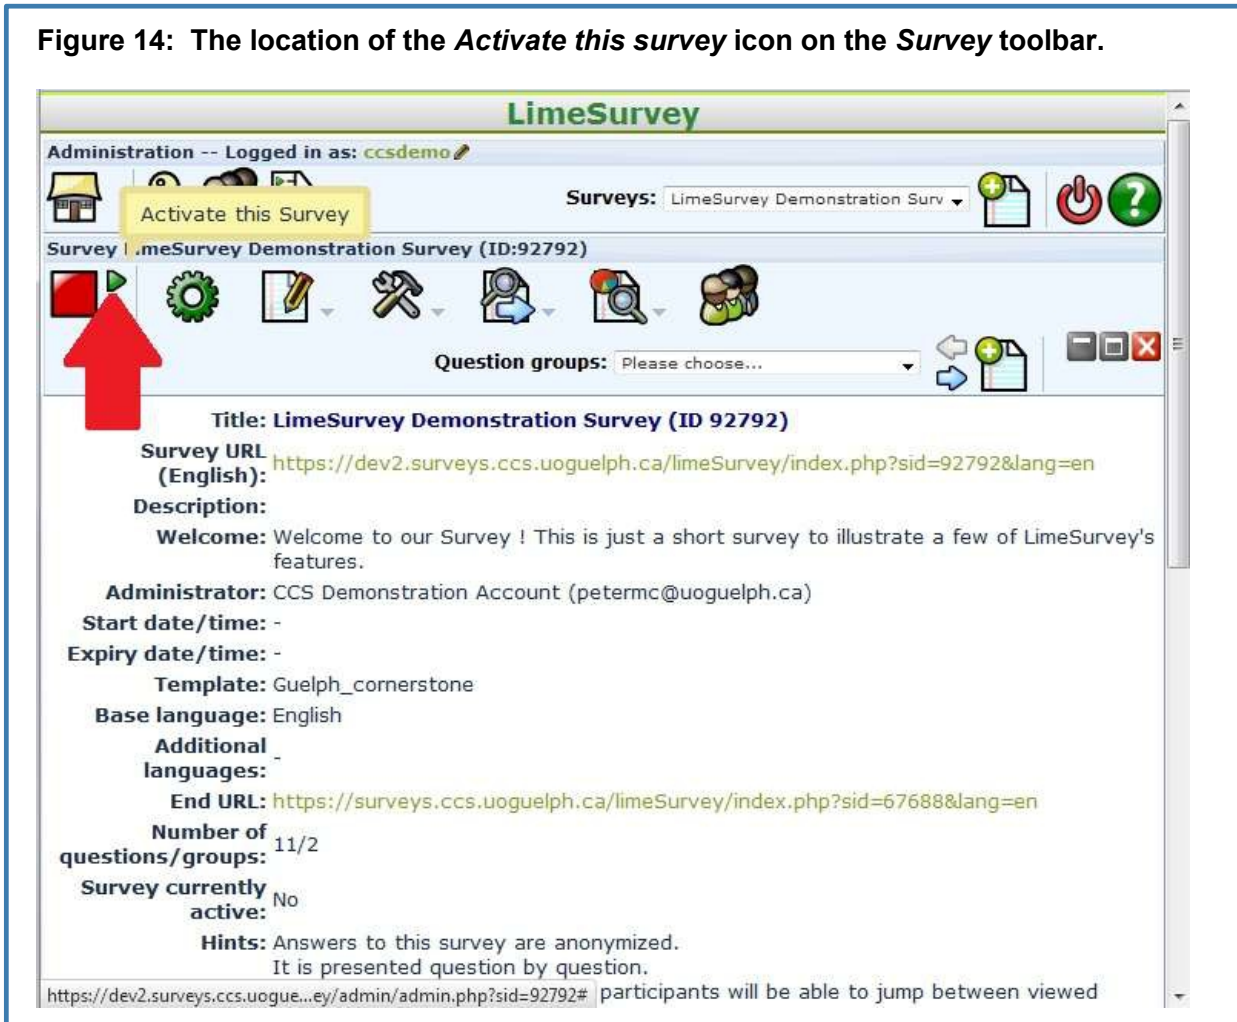 Figure 14: The location of the Activate this survey icon on the Survey toolbar.
LimeSurvey
Administration -- Logged in as: ccsdemo
Activate this Survey
Surveys: LimeSurvey Demonstration Surv
Survey LimeSurvey Demonstration Survey (ID:92792)
Question groups: Please choose...
Title: LimeSurvey Demonstration Survey (ID 92792)
Survey URL
(English): https://dev2.surveys.ccs.uoguelph.ca/limeSurvey/index.php?sid=92792&lang=en
Description:
Welcome: Welcome to our Survey ! This is just a short survey to illustrate a few of LimeSurvey's
features.
Administrator: CCS Demonstration Account (petermc@uoguelph.ca)
Start date/time: -
Expiry date/time: -
Template: Guelph_cornerstone
Base language: English
Additional
languages: -
End URL: https://surveys.ccs.uoguelph.ca/limeSurvey/index.php?sid=67688&lang=en
Number of
questions/groups: 11/2
Survey currently
active: No
Hints: Answers to this survey are anonymized.
It is presented question by question.
https://dev2.surveys.ccs.uogue...ey/admin/admin.php?sid=92792# participants will be able to jump between viewed